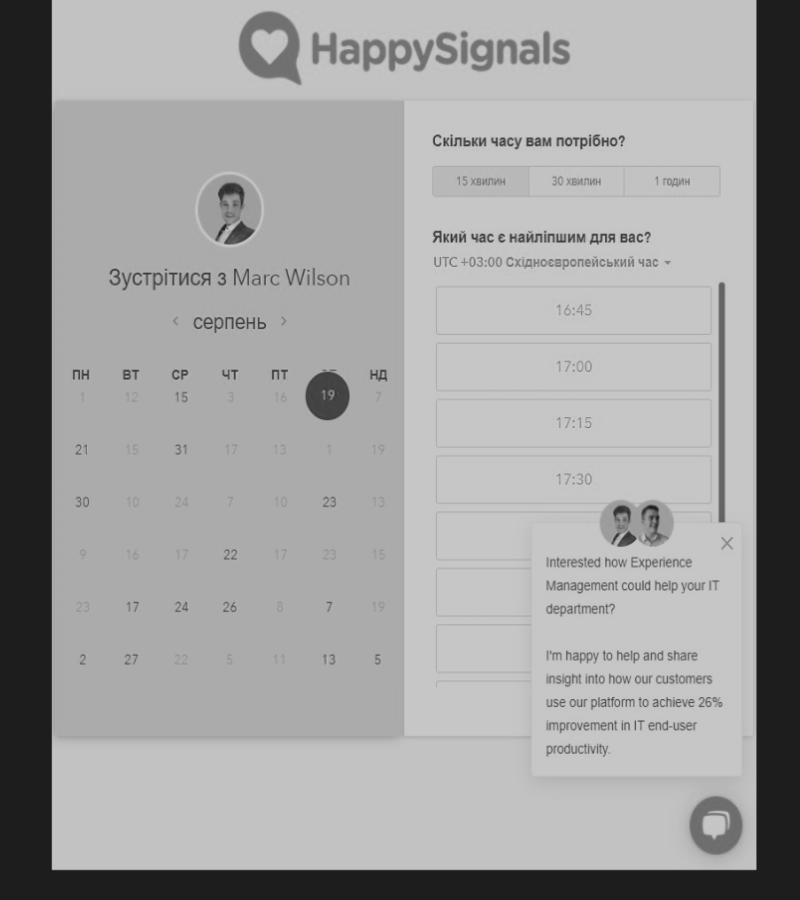 HappySignals
Зустрітися з Marc Wilson
серпень
ПН ВТ СР ЧТ ПТ НД
1 12 15 3 16 19 7
21 15 31 17 13 1 19
30 10 24 7 10 23 13
9 16 17 22 17 23 15
23 17 24 26 8 7 19
2 27 22 5 11 13 5
Скільки часу вам потрібно?
15 хвилин 30 хвилин 1 годин
Який час є найліпшим для вас?
UTC +03:00 Східноєвропейський час
16:45
17:00
17:15
17:30
Interested how Experience
Management could help your IT
department?
I'm happy to help and share
insight into how our customers
use our platform to achieve 26%
improvement in IT end-user
productivity.